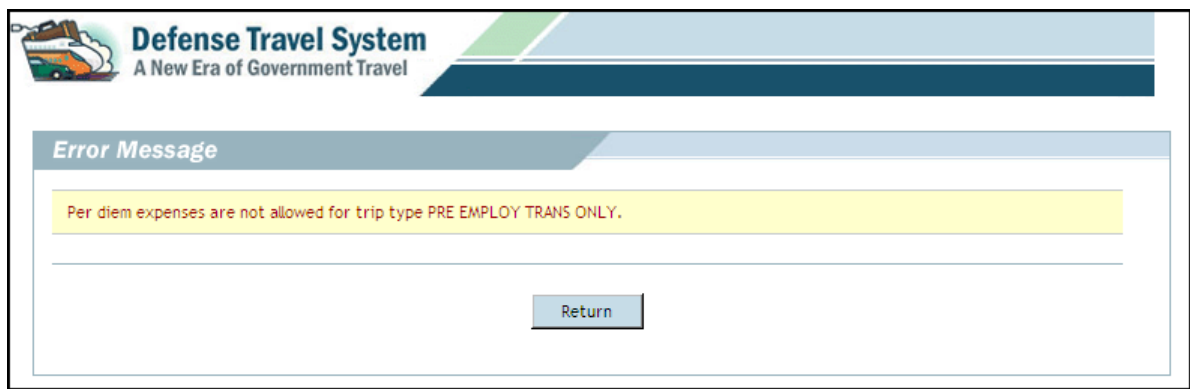 Defense Travel System
A New Era of Government Travel
Error Message
Per diem expenses are not allowed for trip type PRE EMPLOY TRANS ONLY.
Return